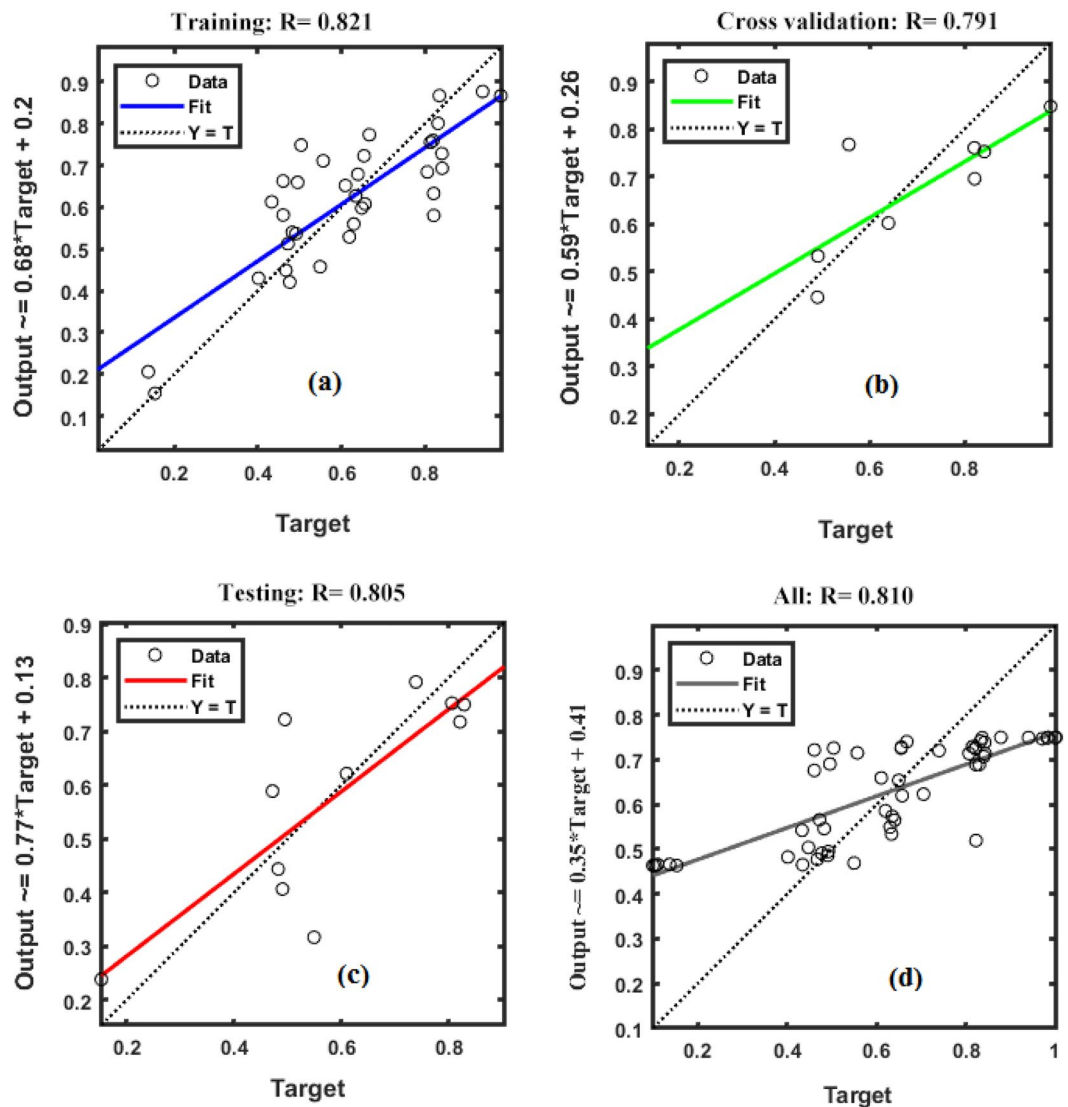 Training: R= 0.821
Output ~= 0.68*Target + 0.2
0.9
0.8
0.7
0.6
0.5
0.4
0.3
0.2
0.1
Data
Fit
Y = T
(a)
0.2
0.4
0.6
0.8
Target
Cross validation: R= 0.791
Output ~= 0.59*Target + 0.26
0.9
0.8
0.7
0.6
0.5
0.4
0.3
0.2
Data
Fit
Y = T
(b)
0.2
0.4
0.6
0.8
Target
Testing: R= 0.805
Output ~= 0.77*Target + 0.13
0.9
0.8
0.7
0.6
0.5
0.4
0.3
0.2
Data
Fit
Y = T
(c)
0.2
0.4
0.6
0.8
Target
All: R= 0.810
Output ~= 0.35*Target + 0.41
0.9
0.8
0.7
0.6
0.5
0.4
0.3
0.2
0.1
Data
Fit
Y = T
(d)
0.2
0.4
0.6
0.8
1
Target